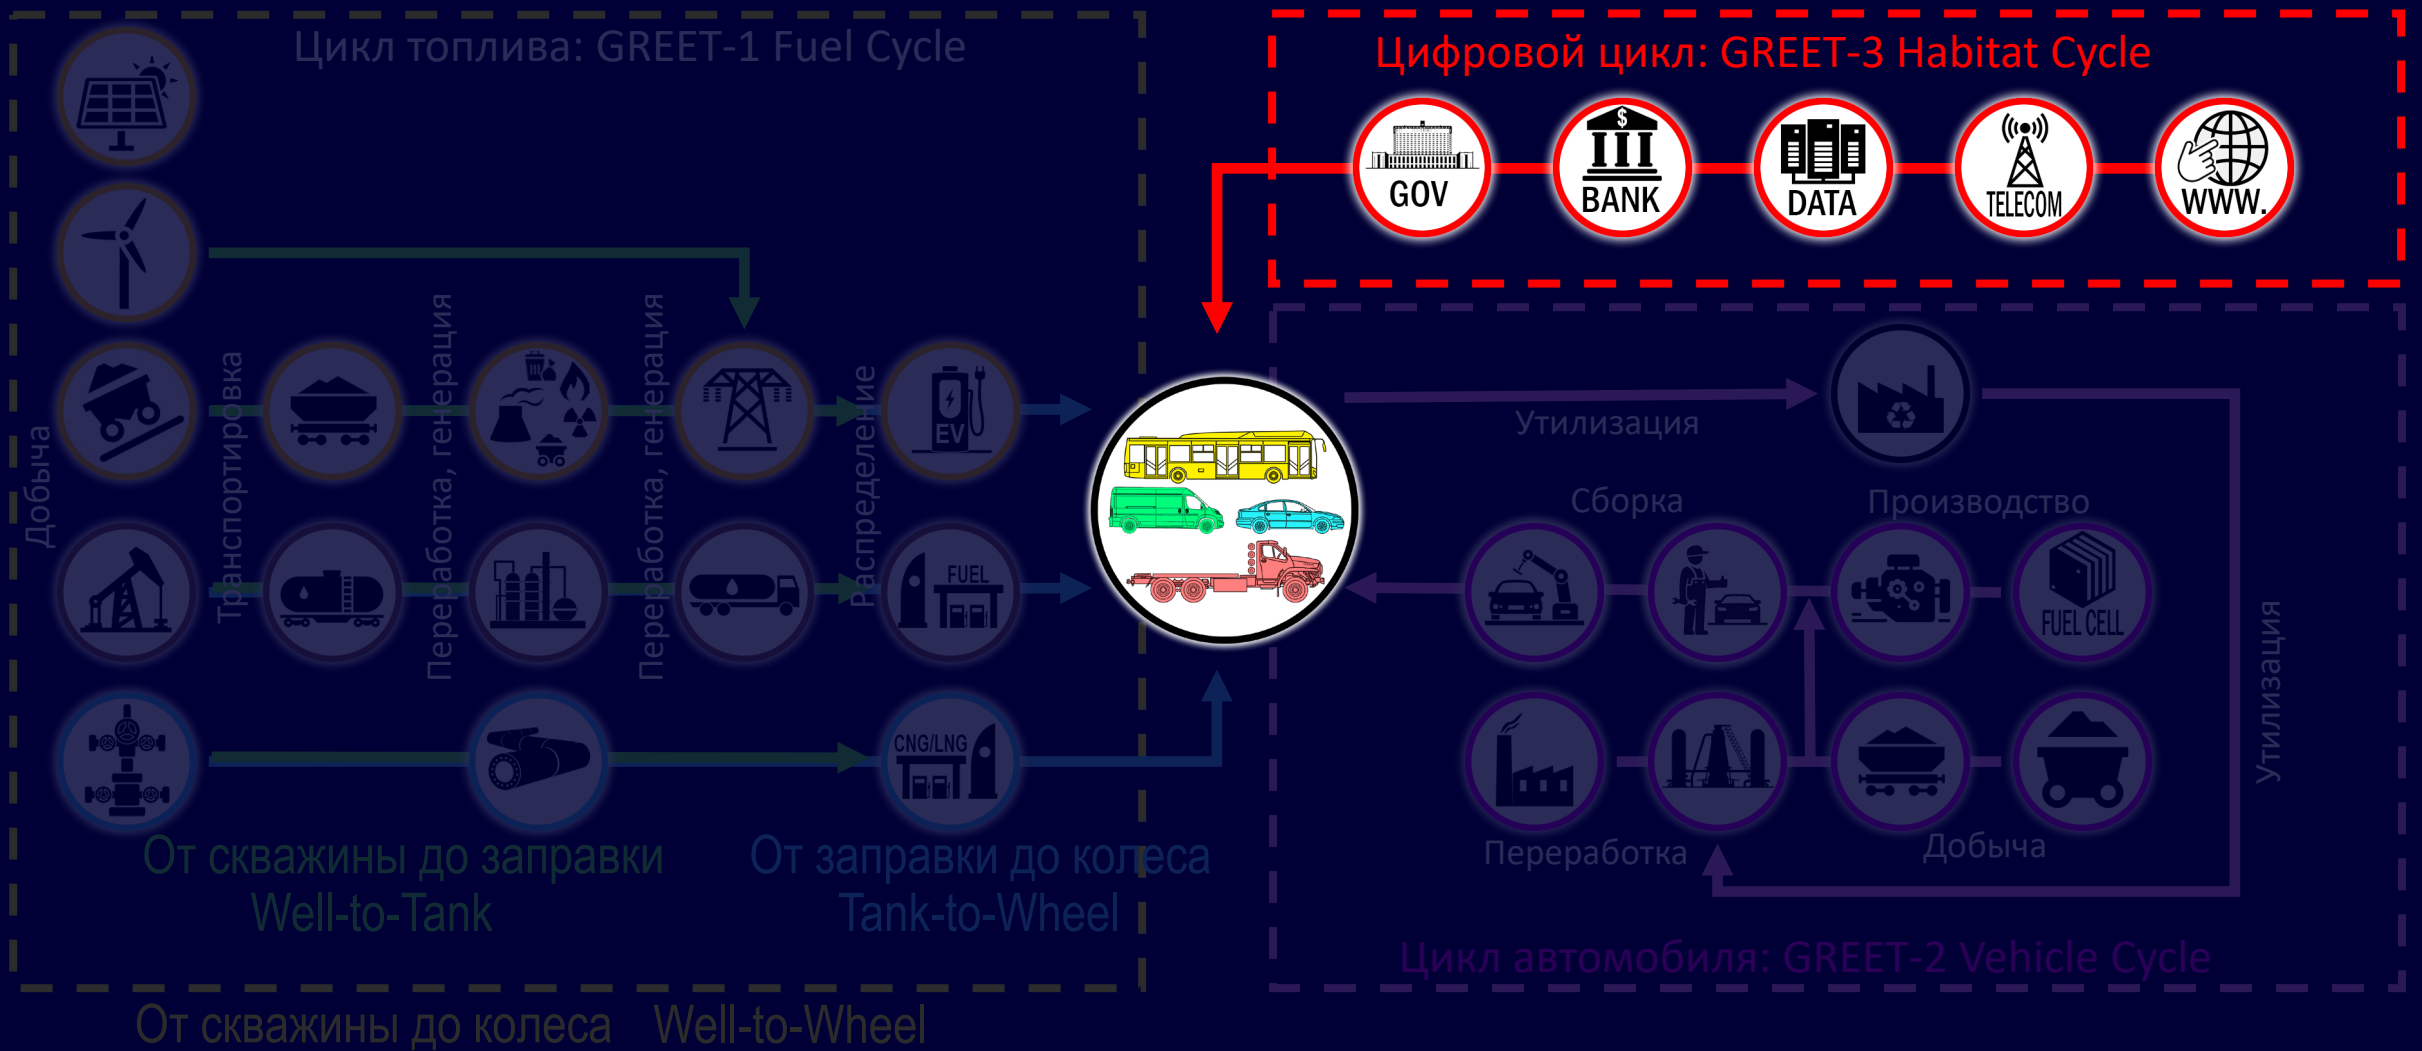 Цикл топлива: GREET-1 Fuel Cycle
Цифровой цикл: GREET-3 Habitat Cycle
GOV
$
BANK
DATA
TELECOM
WWW.
Добыча
Транспортировка
Переработка, генерация
Переработка, генерация
Распределение
EV
FUEL
CNG/LNG
Утилизация
Сборка
Производство
FUEL CELL
Утилизация
Переработка
Добыча
От скважины до заправки
Well-to-Tank
От заправки до колеса
Tank-to-Wheel
Цикл автомобиля: GREET-2 Vehicle Cycle
От скважины до колеса Well-to-Wheel